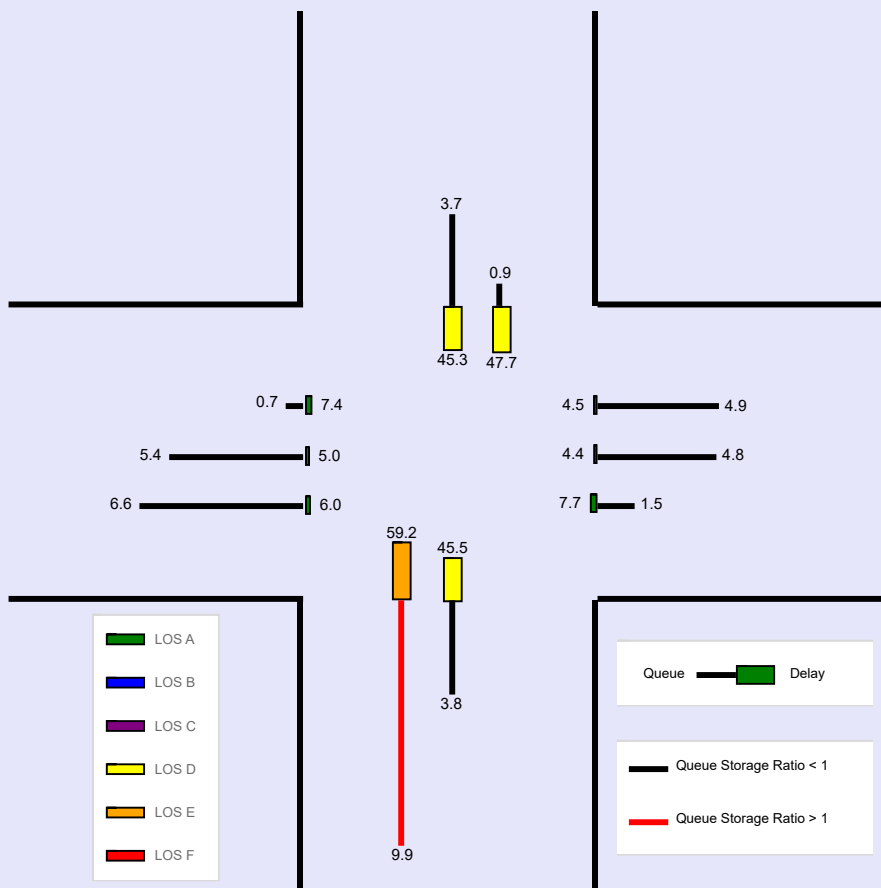 3.7
0.9
45.3
47.7
0.7 7.4 4.5 4.9
5.4 5.0 4.4 4.8
6.6 6.0 7.7 1.5
59.2
45.5
3.8
9.9
LOS A
LOS B
LOS C
LOS D
LOS E
LOS F
Queue Delay
Queue Storage Ratio < 1
Queue Storage Ratio > 1